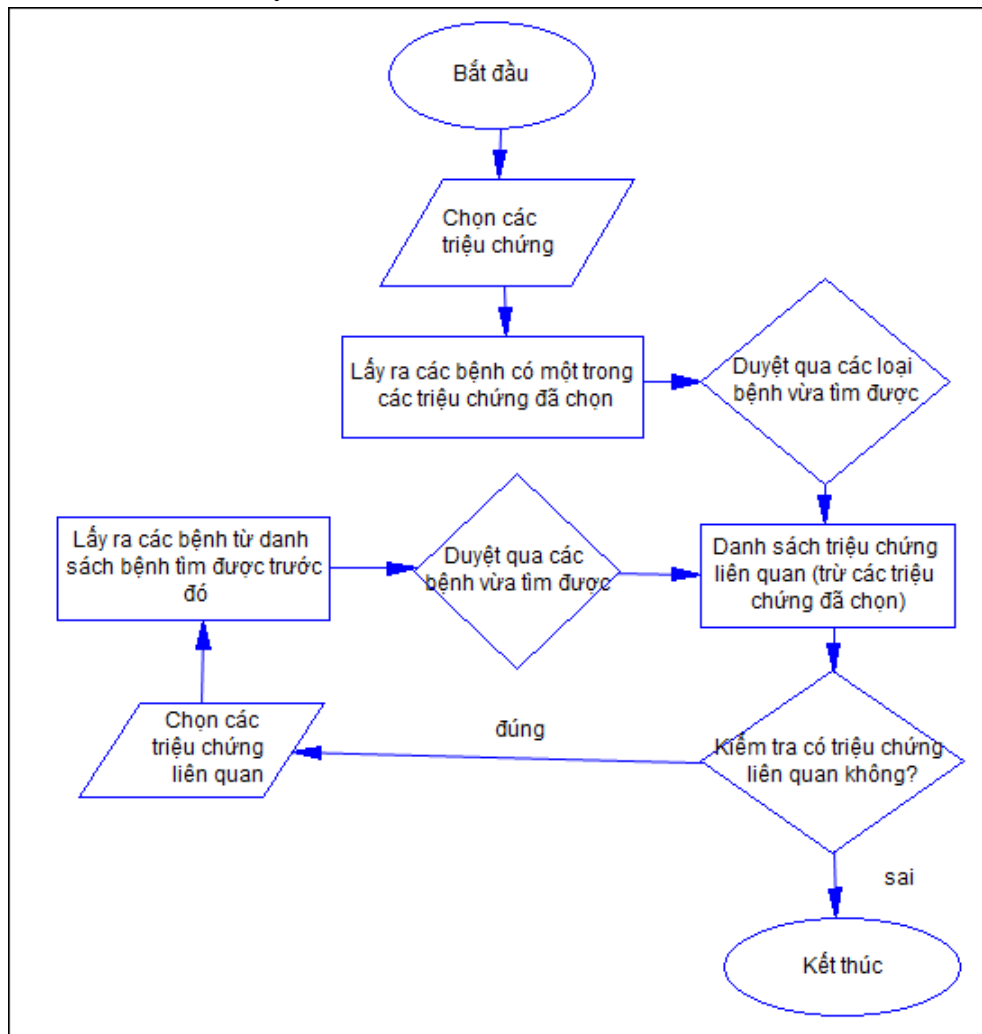 Bắt đầu
Chọn các
triệu chứng
Lấy ra các bệnh có một trong
các triệu chứng đã chọn
Duyệt qua các loại
bệnh vừa tìm được
Lấy ra các bệnh từ danh
sách bệnh tìm được trước
đó
Duyệt qua các
bệnh vừa tìm được
Danh sách triệu chứng
liên quan (trừ các triệu
chứng đã chọn)
Chọn các
triệu chứng
liên quan
đúng
Kiểm tra có triệu chứng
liên quan không?
sai
Kết thúc